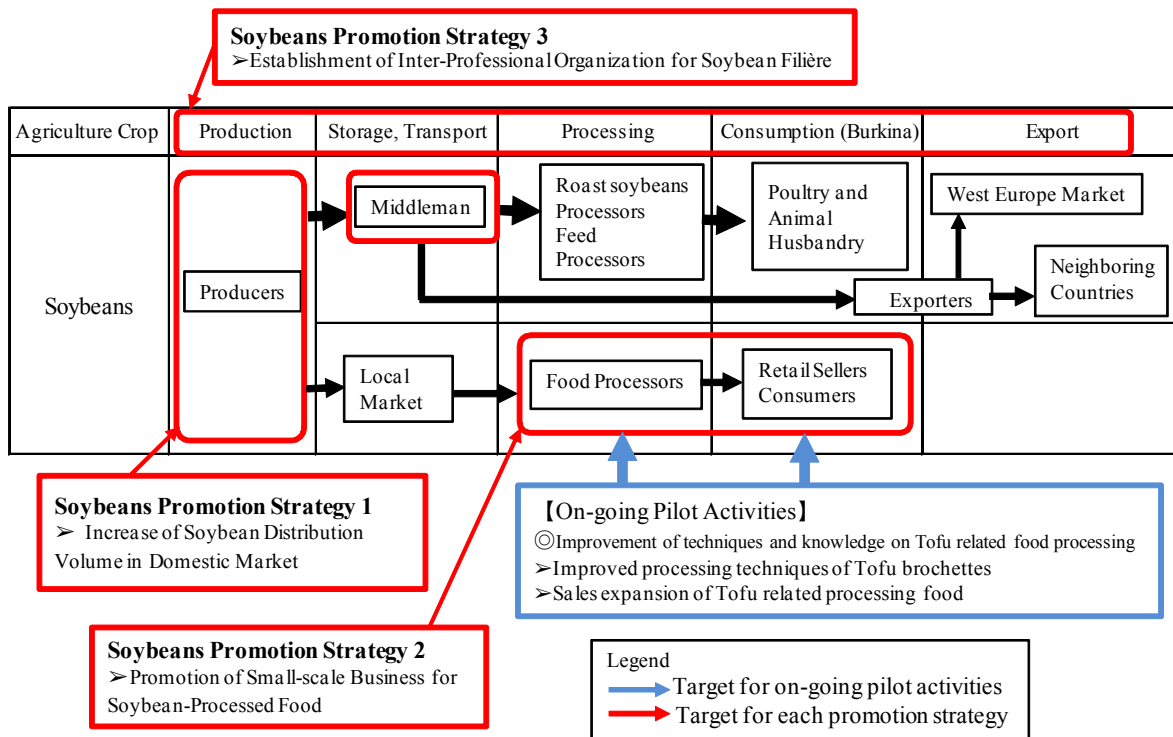 Soybeans Promotion Strategy 3
➢Establishment of Inter-Professional Organization for Soybean Filière
Agriculture Crop
Production
Storage, Transport
Processing
Consumption (Burkina)
Export
Soybeans
Producers
Middleman
Roast soybeans
Processors
Feed
Processors
Poultry and
Animal
Husbandry
West Europe Market
Exporters
Neighboring
Countries
Local
Market
Food Processors
Retail Sellers
Consumers
Soybeans Promotion Strategy 1
➢ Increase of Soybean Distribution
Volume in Domestic Market
【On-going Pilot Activities】
◎Improvement of techniques and knowledge on Tofu related food processing
➢Improved processing techniques of Tofu brochettes
➢Sales expansion of Tofu related processing food
Soybeans Promotion Strategy 2
➢Promotion of Small-scale Business for
Soybean-Processed Food
Legend
Target for on-going pilot activities
Target for each promotion strategy